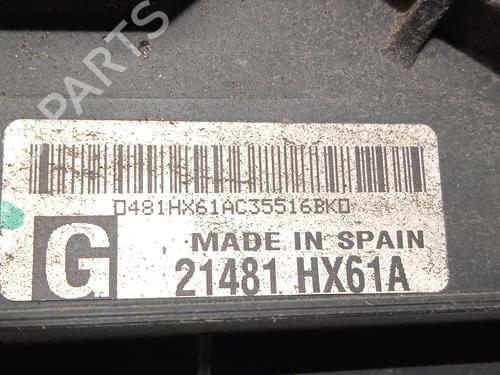 PARTS
D481HX61AC35516BKD
G
MADE IN SPAIN
21481 HX61A